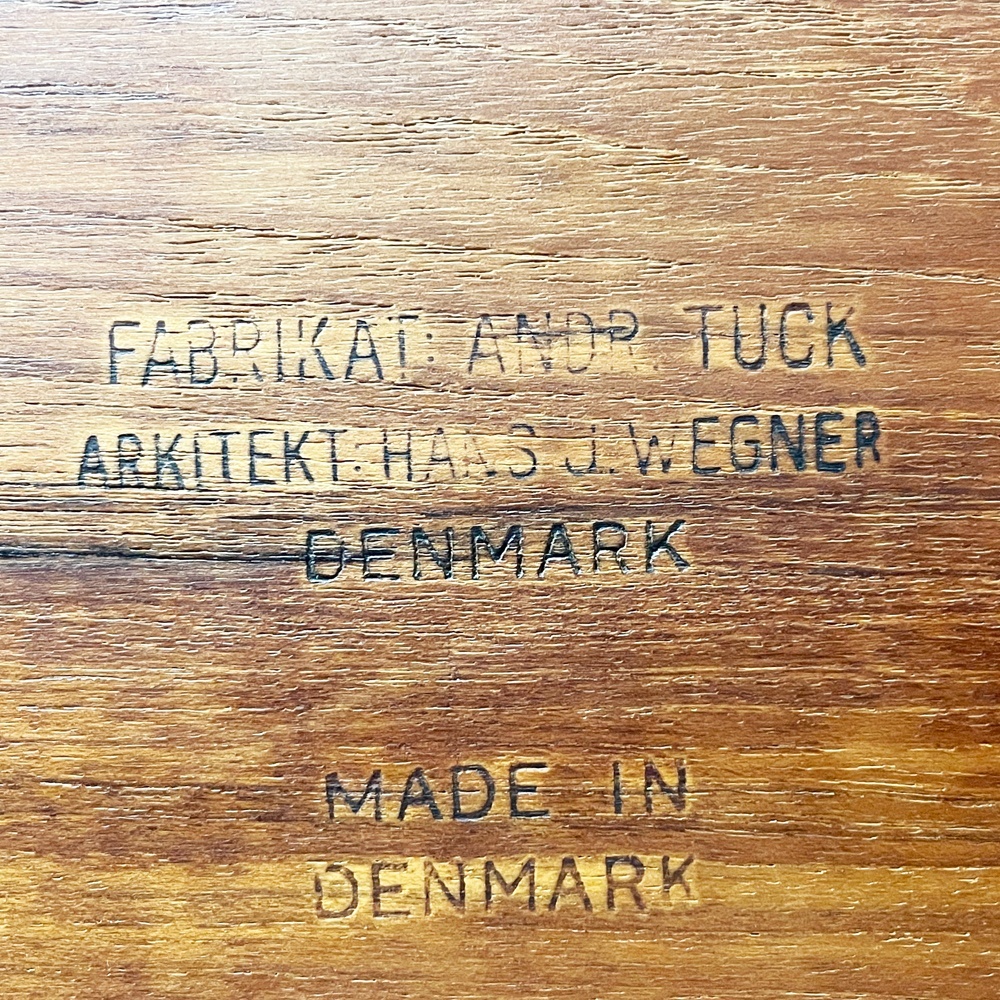 FABRIKAT: ANDR. TUCK
ARKITEKT: HANS J. WEGNER
DENMARK
MADE IN
DENMARK